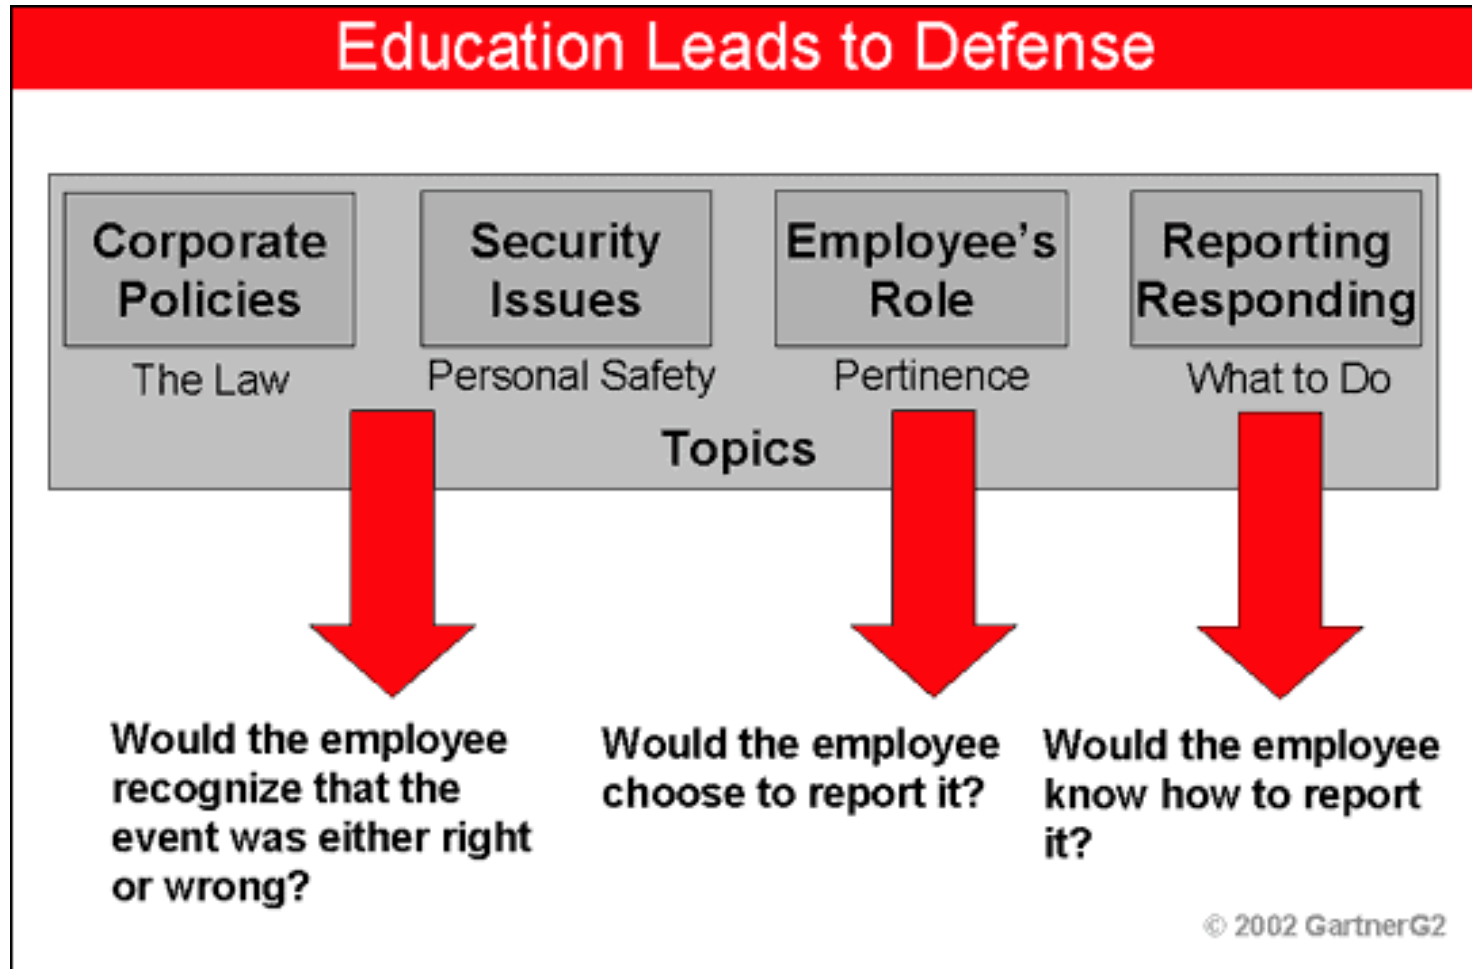 Education Leads to Defense
Corporate
Policies
The Law
Security
Issues
Personal Safety
Employee's
Role
Pertinence
Reporting
Responding
What to Do
Topics
Would the employee
recognize that the
event was either right
or wrong?
Would the employee
choose to report it?
Would the employee
know how to report
it?
© 2002 GartnerG2